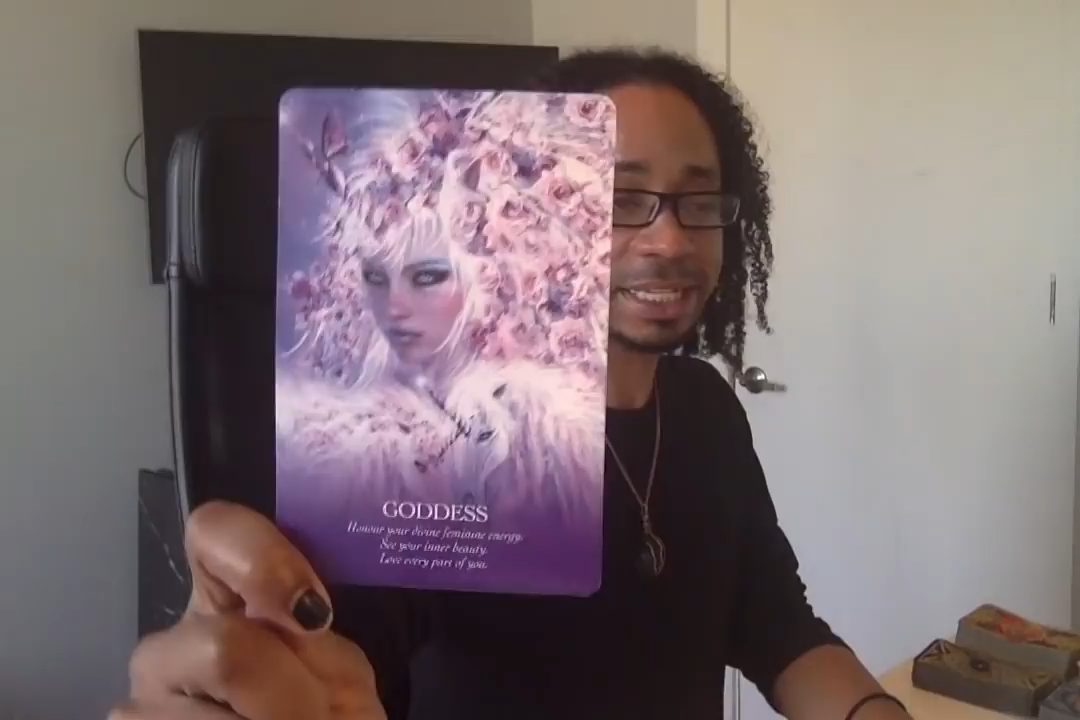 GODDESS
Honour your divine feminine energy.
See your inner beauty.
Love every part of you.